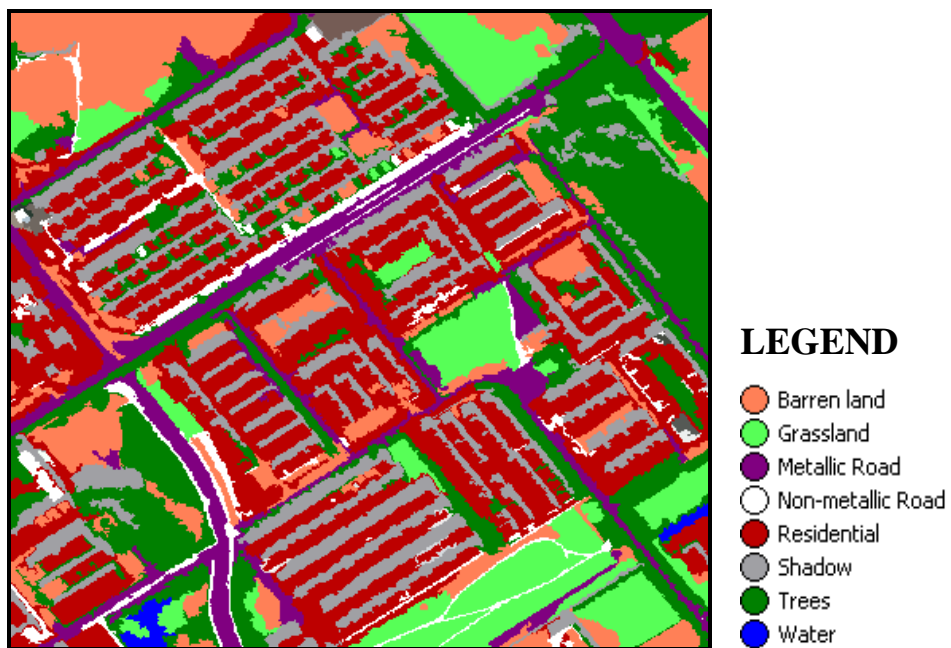 LEGEND
Barren land
Grassland
Metallic Road
Non-metallic Road
Residential
Shadow
Trees
Water